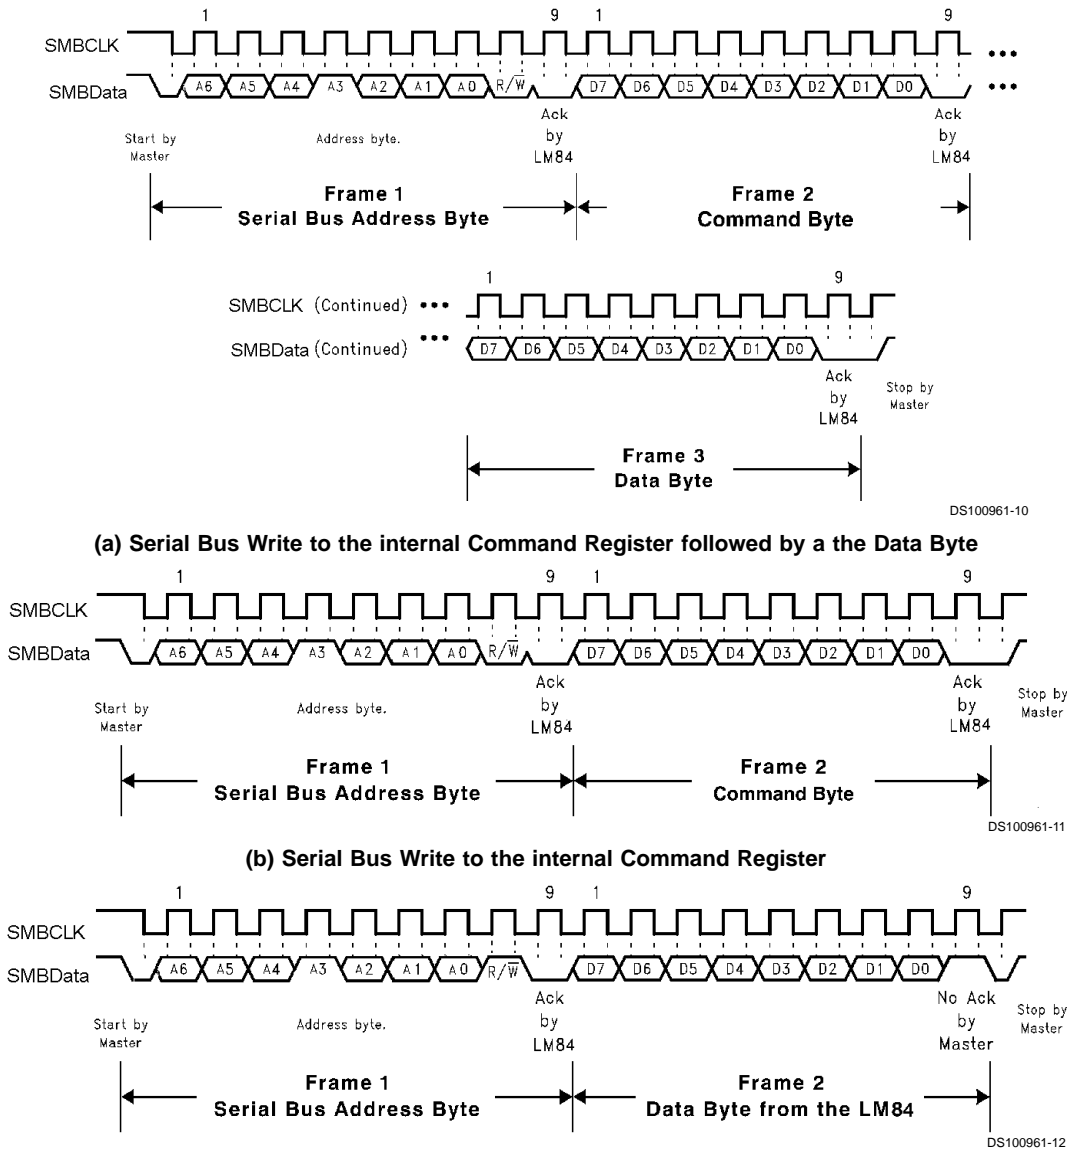 1 9 1 9
SMBCLK
SMBData A6 A5 A4 A3 A2 A1 A0 R/W̅ D7 D6 D5 D4 D3 D2 D1 D0
Start by Master
Address byte.
Ack by LM84
Ack by LM84
Frame 1
Serial Bus Address Byte
Frame 2
Command Byte
1 9
SMBCLK (Continued)
SMBData (Continued) D7 D6 D5 D4 D3 D2 D1 D0
Ack by LM84
Stop by Master
Frame 3
Data Byte
DS100961-10
(a) Serial Bus Write to the internal Command Register followed by a the Data Byte
1 9 1 9
SMBCLK
SMBData A6 A5 A4 A3 A2 A1 A0 R/W̅ D7 D6 D5 D4 D3 D2 D1 D0
Start by Master
Address byte.
Ack by LM84
Ack by LM84
Stop by Master
Frame 1
Serial Bus Address Byte
Frame 2
Command Byte
DS100961-11
(b) Serial Bus Write to the internal Command Register
1 9 1 9
SMBCLK
SMBData A6 A5 A4 A3 A2 A1 A0 R/W̅ D7 D6 D5 D4 D3 D2 D1 D0
Start by Master
Address byte.
Ack by LM84
No Ack by Master
Stop by Master
Frame 1
Serial Bus Address Byte
Frame 2
Data Byte from the LM84
DS100961-12